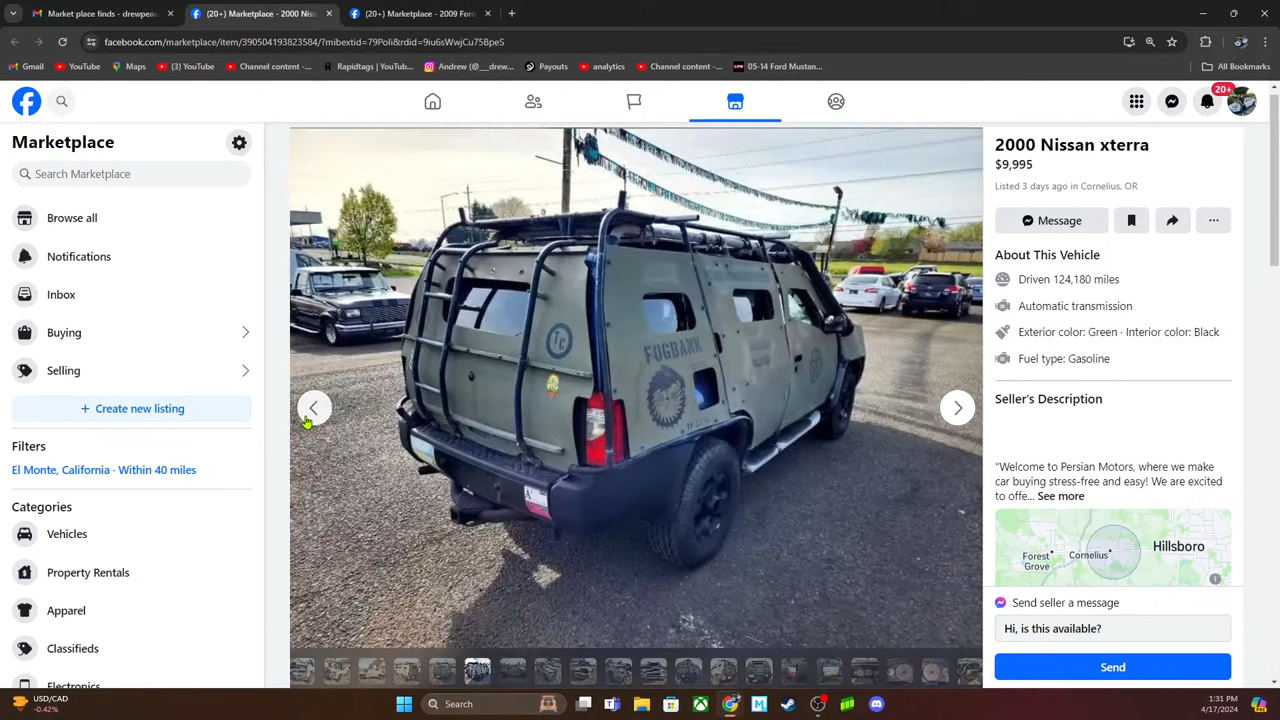 Market place finds - drewpeac
(20+) Marketplace - 2000 Niss
(20+) Marketplace - 2009 Ford
facebook.com/marketplace/item/390504193823584/?mibextid=79PoIi&rdid=9iu6sWwjCu75BpeS
Gmail
YouTube
Maps
(3) YouTube
Channel content -...
Rapidtags | YouTub...
Andrew (@___drew...
Payouts
analytics
Channel content -...
05-14 Ford Mustan...
All Bookmarks
20+
Marketplace
Search Marketplace
Browse all
Notifications
Inbox
Buying
Selling
+ Create new listing
Filters
El Monte, California · Within 40 miles
Categories
Vehicles
Property Rentals
Apparel
Classifieds
Electronics
TC
FOGBANK
2000 Nissan xterra
$9,995
Listed 3 days ago in Cornelius, OR
Message
About This Vehicle
Driven 124,180 miles
Automatic transmission
Exterior color: Green · Interior color: Black
Fuel type: Gasoline
Seller's Description
"Welcome to Persian Motors, where we make
car buying stress-free and easy! We are excited
to offe... See more
Hillsboro
Forest
Grove
Cornelius
Send seller a message
Hi, is this available?
Send
USD/CAD
-0.42%
Search
1:31 PM
4/17/2024